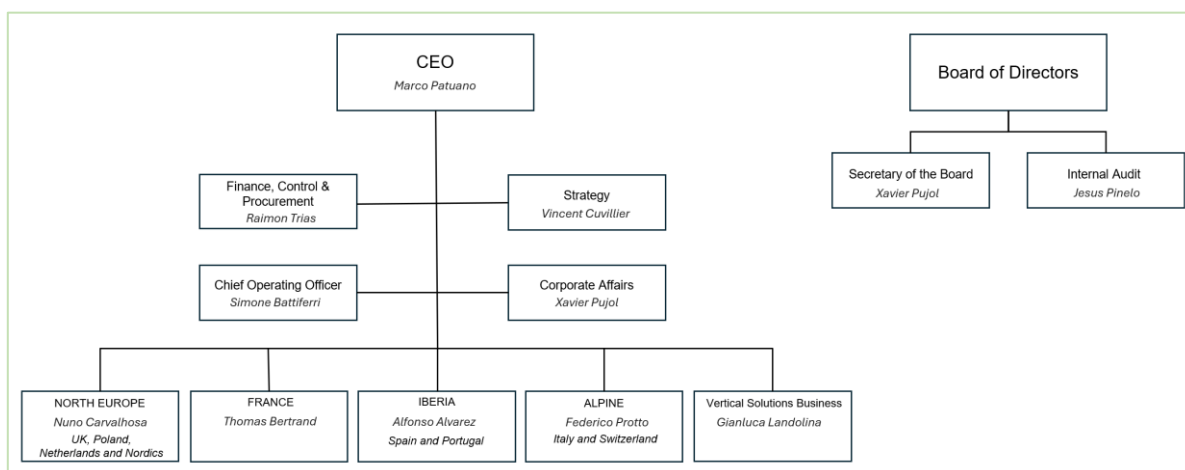 CEO
Marco Patuano
Board of Directors
Secretary of the Board
Xavier Pujol
Internal Audit
Jesus Pinelo
Finance, Control &
Procurement
Raimon Trias
Strategy
Vincent Cuvillier
Chief Operating Officer
Simone Battiferri
Corporate Affairs
Xavier Pujol
NORTH EUROPE
Nuno Carvalhosa
UK, Poland,
Netherlands and Nordics
FRANCE
Thomas Bertrand
IBERIA
Alfonso Alvarez
Spain and Portugal
ALPINE
Federico Protto
Italy and Switzerland
Vertical Solutions Business
Gianluca Landolina